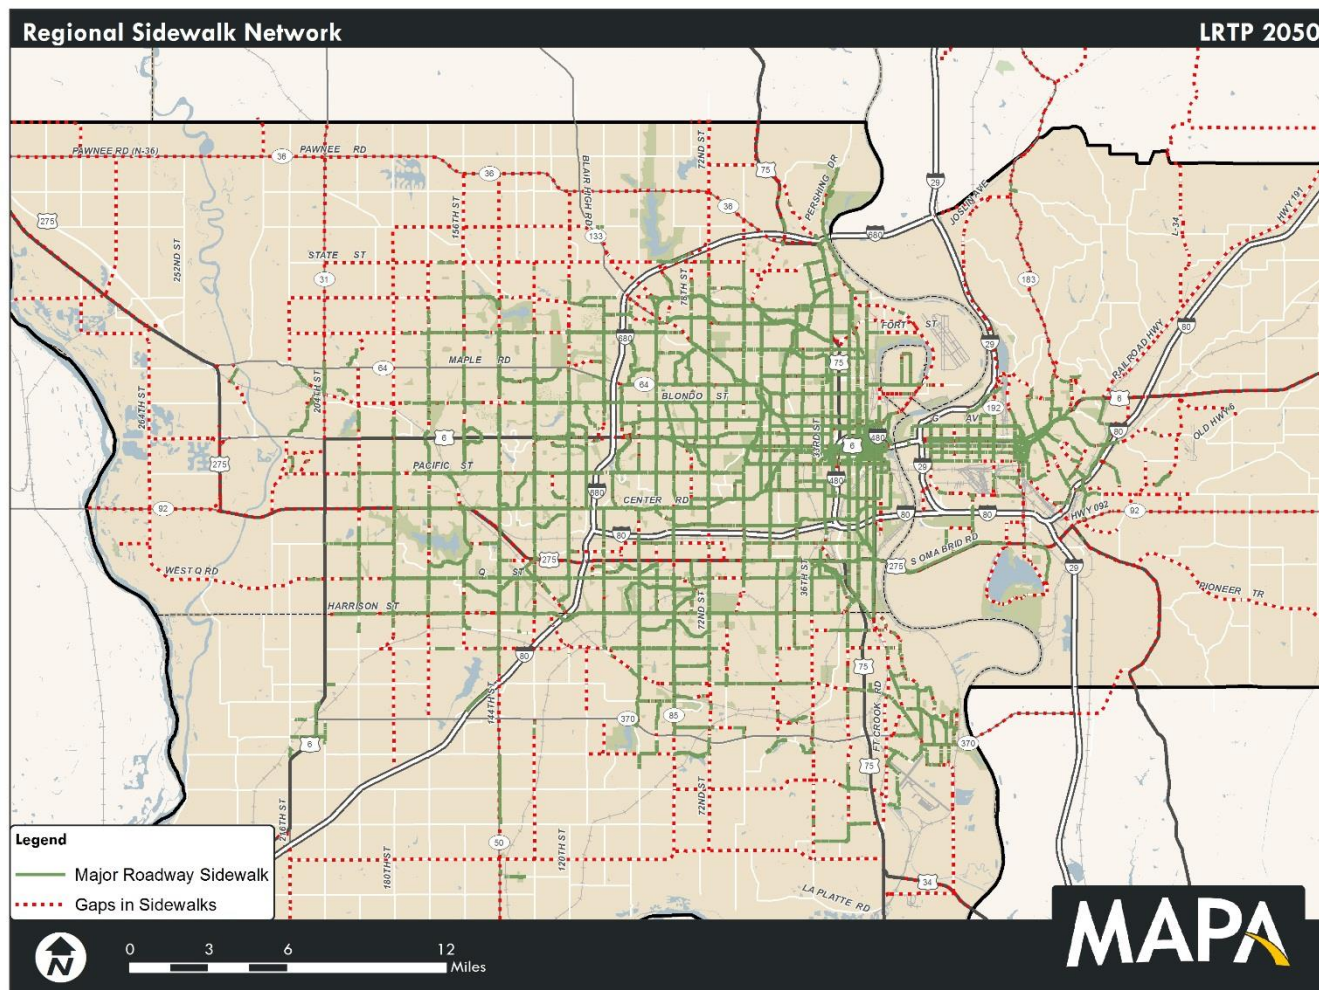 Regional Sidewalk Network
LRTP 2050
PAWNEE RD (N-36)
36
PAWNEE RD
36
BLAIR HIGH RD
72ND ST
75
PERSHING DR
29
JOSLIN AVE
L-34
HWY 191
275
252ND ST
156TH ST
133
36
680
STATE ST
31
78TH ST
183
80
RAILROAD HWY
FORT ST
29
680
75
MAPLE RD
64
64
BLONDO ST
264TH ST
204TH ST
192
G AV
6
OLD HWY 6
80
6
33RD ST
6
480
29
275
PACIFIC ST
680
CENTER RD
480
92
80
80
80
HWY 092
92
275
275
S OMA BRID RD
29
WEST Q RD
Q ST
36TH ST
PIONEER TR
HARRISON ST
72ND ST
80
75
144TH ST
370
85
FT CROOK RD
370
6
75
72ND ST
216TH ST
50
120TH ST
180TH ST
34
LA PLATTE RD
Legend
Major Roadway Sidewalk
Gaps in Sidewalks
N
0 3 6 12
Miles
MAPA